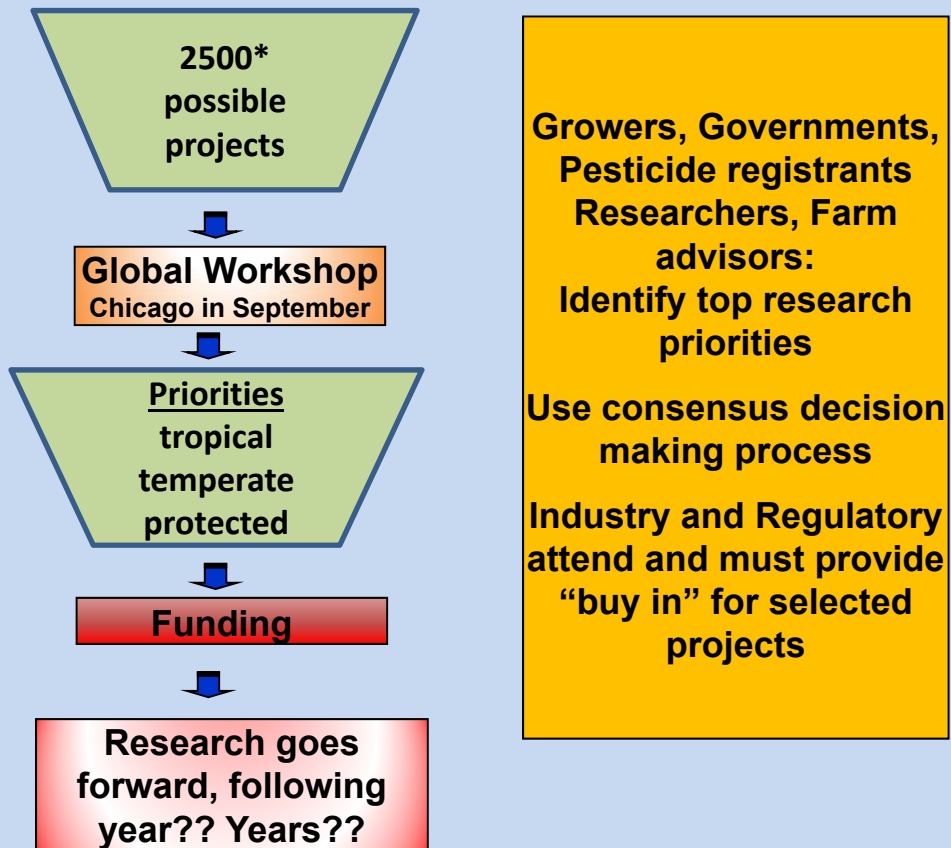 2500*
possible
projects
Global Workshop
Chicago in September
Priorities
tropical
temperate
protected
Funding
Research goes
forward, following
year?? Years??
Growers, Governments,
Pesticide registrants
Researchers, Farm
advisors:
Identify top research
priorities
Use consensus decision
making process
Industry and Regulatory
attend and must provide
“buy in” for selected
projects